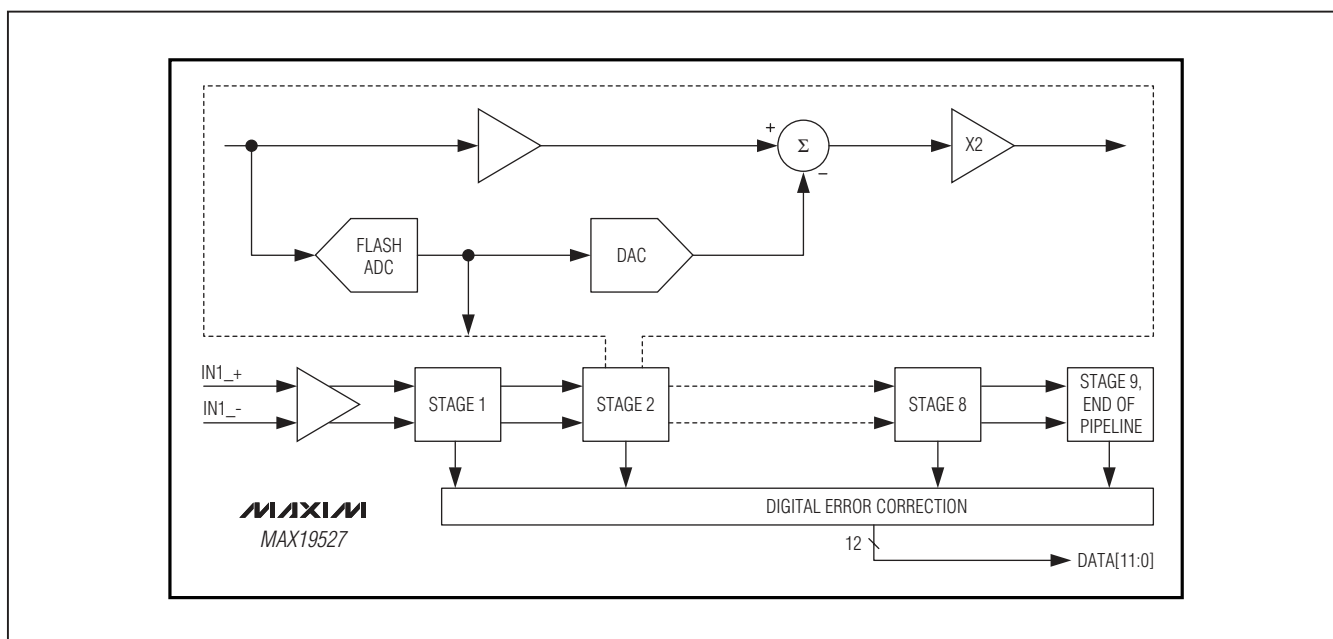 +
Σ
−
X2
FLASH
ADC
DAC
IN1_+
IN1_-
STAGE 1
STAGE 2
STAGE 8
STAGE 9,
END OF
PIPELINE
DIGITAL ERROR CORRECTION
MAXIM
MAX19527
12
DATA[11:0]